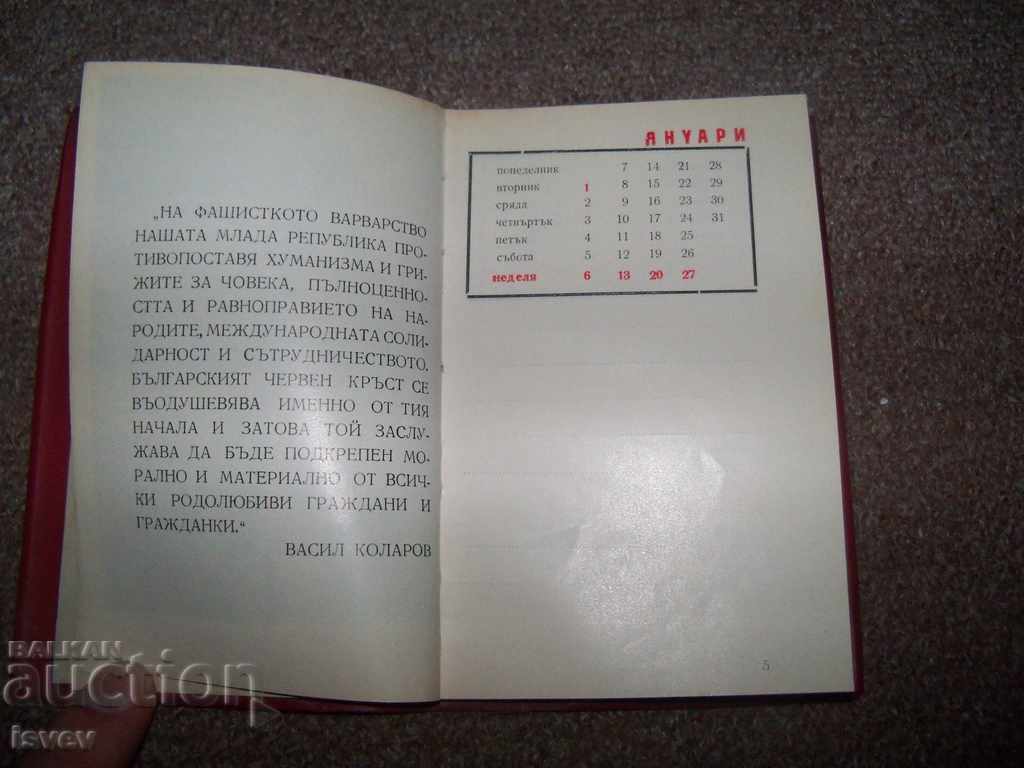 „НА ФАШИСТКОТО ВАРВАРСТВО
НАШАТА МЛАДА РЕПУБЛИКА ПРО-
ТИВОПОСТАВЯ ХУМАНИЗМА И ГРИ-
ЖИТЕ ЗА ЧОВЕКА, ПЪЛНОЦЕННО-
СТТА И РАВНОПРАВИЕТО НА НА-
РОДИТЕ, МЕЖДУНАРОДНАТА СОЛИ-
ДАРНОСТ И СЪТРУДНИЧЕСТВОТО.
БЪЛГАРСКИЯТ ЧЕРВЕН КРЪСТ СЕ
ВЪОДУШЕВЯВА ИМЕННО ОТ ТИЯ
НАЧАЛА И ЗАТОВА ТОЙ ЗАСЛУ-
ЖАВА ДА БЪДЕ ПОДКРЕПЕН МО-
РАЛНО И МАТЕРИАЛНО ОТ ВСИЧ-
КИ РОДОЛЮБИВИ ГРАЖДАНИ И
ГРАЖДАНКИ.“
ВАСИЛ КОЛАРОВ
ЯНУАРИ
понеделник 7 14 21 28
вторник 1 8 15 22 29
сряда 2 9 16 23 30
четвъртък 3 10 17 24 31
петък 4 11 18 25
събота 5 12 19 26
неделя 6 13 20 27
5
BALKAN
auction
isvev